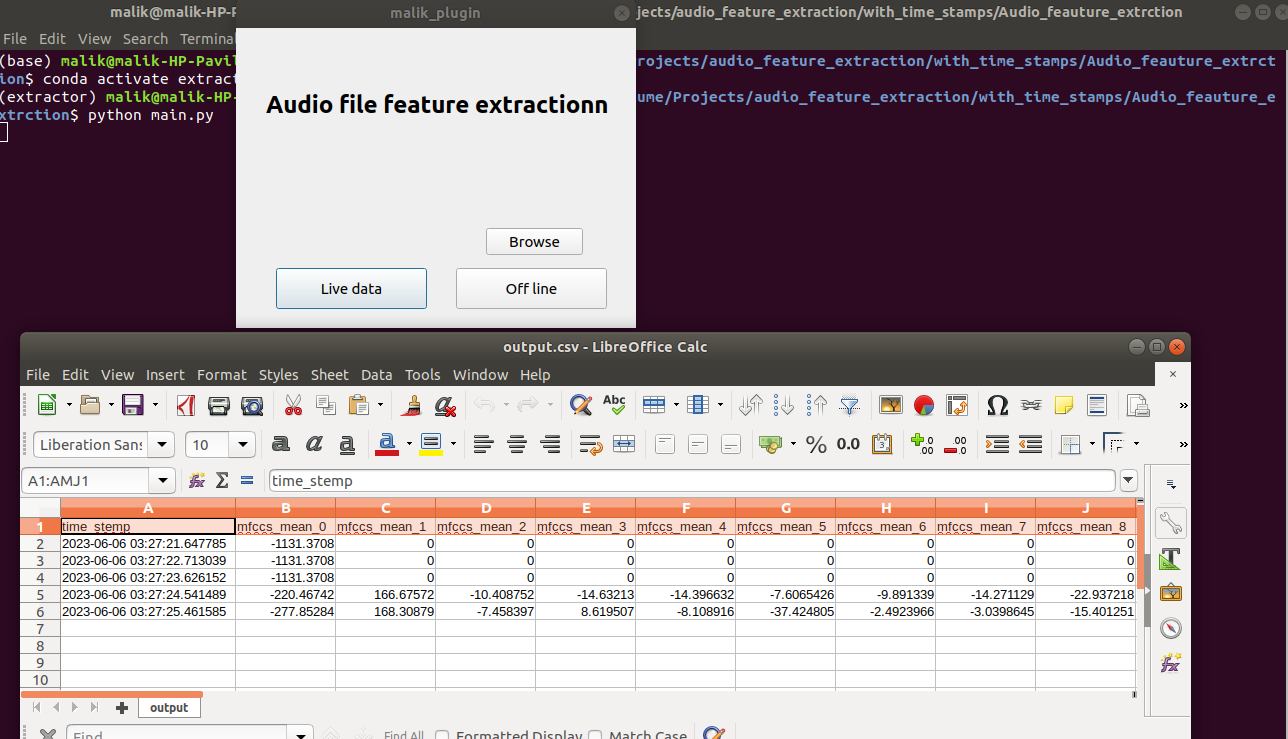 malik@malik-HP-P
malik_plugin
jects/audio_feature_extraction/with_time_stamps/Audio_feauture_extrction
File Edit View Search Terminal
(base) malik@malik-HP-Pavil
rojects/audio_feature_extraction/with_time_stamps/Audio_feauture_extrct
ion$ conda activate extract
(extractor) malik@malik-HP-
ume/Projects/audio_feature_extraction/with_time_stamps/Audio_feauture_e
xtrction$ python main.py
Audio file feature extractionn
Browse
Live data Off line
output.csv - LibreOffice Calc
File Edit View Insert Format Styles Sheet Data Tools Window Help
Abc
Liberation Sans 10 a a a a % 0.0 7 .0 .00
A1:AMJ1 fx Σ = time_stemp
A B C D E F G H I J
1 time_stemp mfccs_mean_0 mfccs_mean_1 mfccs_mean_2 mfccs_mean_3 mfccs_mean_4 mfccs_mean_5 mfccs_mean_6 mfccs_mean_7 mfccs_mean_8
2 2023-06-06 03:27:21.647785 -1131.3708 0 0 0 0 0 0 0 0
3 2023-06-06 03:27:22.713039 -1131.3708 0 0 0 0 0 0 0 0
4 2023-06-06 03:27:23.626152 -1131.3708 0 0 0 0 0 0 0 0
5 2023-06-06 03:27:24.541489 -220.46742 166.67572 -10.408752 -14.63213 -14.396632 -7.6065426 -9.891339 -14.271129 -22.937218
6 2023-06-06 03:27:25.461585 -277.85284 168.30879 -7.458397 8.619507 -8.108916 -37.424805 -2.4923966 -3.0398645 -15.401251
7
8
9
10
output
Find Find All Formatted Display Match Case